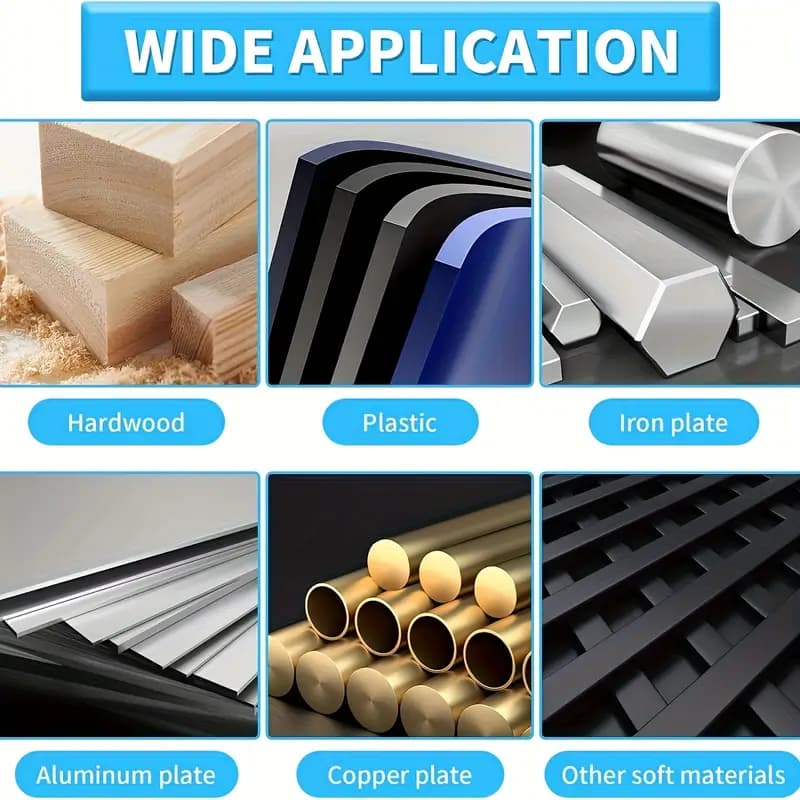 WIDE APPLICATION
Hardwood
Plastic
Iron plate
Aluminum plate
Copper plate
Other soft materials